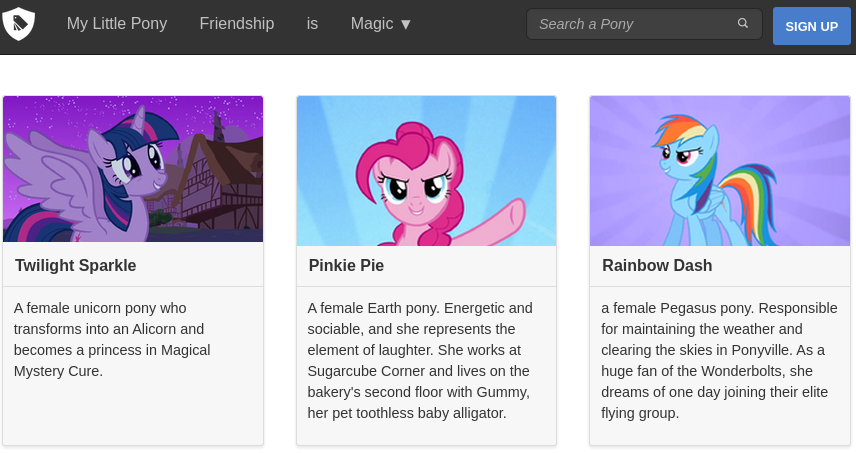 My Little Pony Friendship is Magic ▼ Search a Pony SIGN UP
Twilight Sparkle
A female unicorn pony who
transforms into an Alicorn and
becomes a princess in Magical
Mystery Cure.
Pinkie Pie
A female Earth pony. Energetic and
sociable, and she represents the
element of laughter. She works at
Sugarcube Corner and lives on the
bakery's second floor with Gummy,
her pet toothless baby alligator.
Rainbow Dash
a female Pegasus pony. Responsible
for maintaining the weather and
clearing the skies in Ponyville. As a
huge fan of the Wonderbolts, she
dreams of one day joining their elite
flying group.